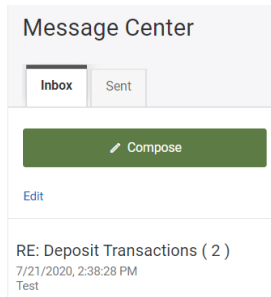 Message Center
Inbox Sent
Compose
Edit
RE: Deposit Transactions ( 2 )
7/21/2020, 2:38:28 PM
Test